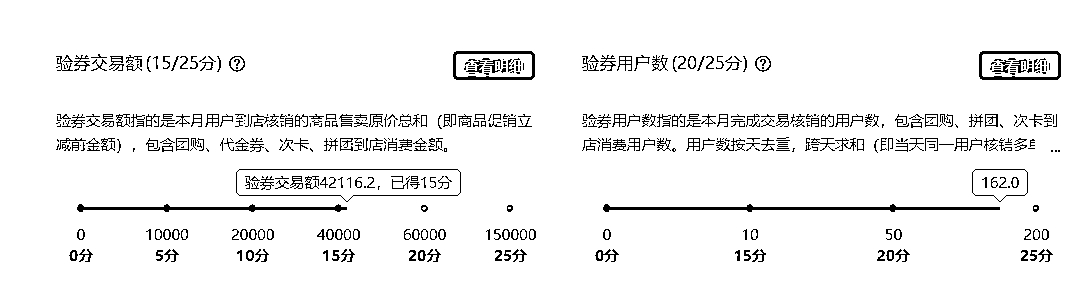 验券交易额(15/25分)
查看明细
验券交易额指的是本月用户到店核销的商品售卖原价总和（即商品促销立
减前金额），包含团购、代金券、次卡、拼团到店消费金额。
验券交易额42116.2，已得15分
0 10000 20000 40000 60000 150000
0分 5分 10分 15分 20分 25分
验券用户数(20/25分)
查看明细
验券用户数指的是本月完成交易核销的用户数，包含团购、拼团、次卡到
店消费用户数。用户数按天去重，跨天求和（即当天同一用户核销多 ...
162.0
0 10 50 200
0分 15分 20分 25分